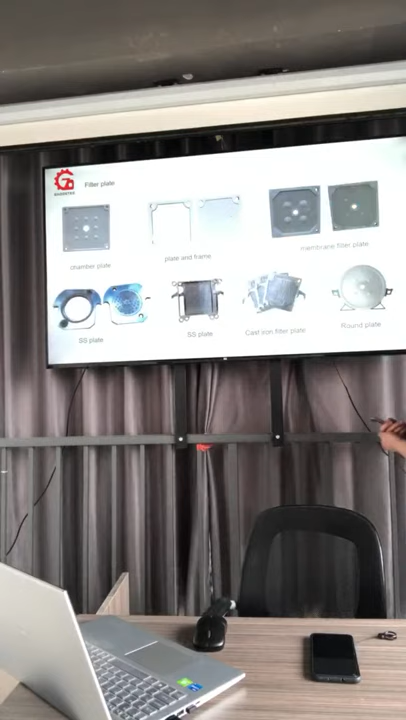 Filter plate
chamber plate
plate and frame
membrane filter plate
SS plate
SS plate
Cast iron filter plate
Round plate